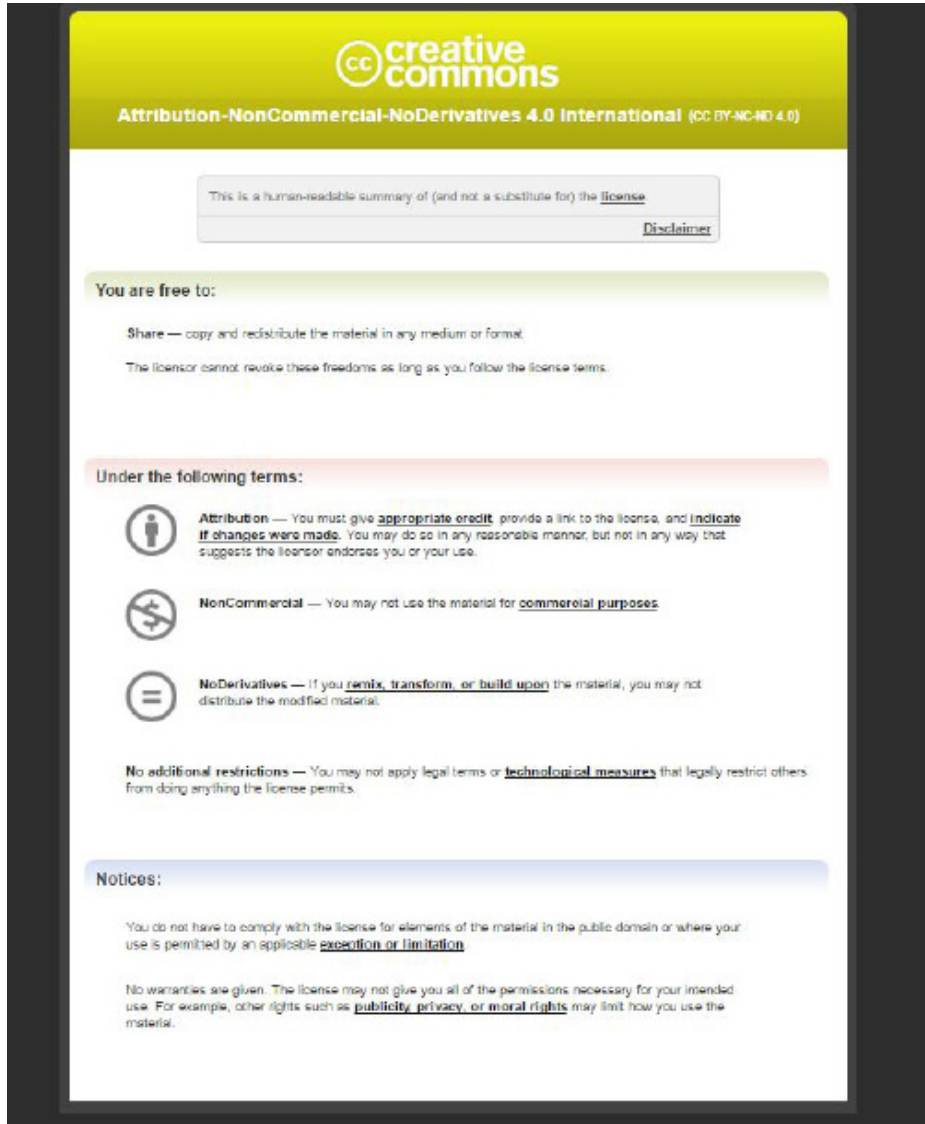 cc creative
commons
Attribution-NonCommercial-NoDerivatives 4.0 International (CC BY-NC-ND 4.0)
This is a human-readable summary of (and not a substitute for) the license.
Disclaimer
You are free to:
Share — copy and redistribute the material in any medium or format
The licensor cannot revoke these freedoms as long as you follow the license terms.
Under the following terms:
Attribution — You must give appropriate credit, provide a link to the license, and indicate
if changes were made. You may do so in any reasonable manner, but not in any way that
suggests the licensor endorses you or your use.
NonCommercial — You may not use the material for commercial purposes.
NoDerivatives — If you remix, transform, or build upon the material, you may not
distribute the modified material.
No additional restrictions — You may not apply legal terms or technological measures that legally restrict others
from doing anything the license permits.
Notices:
You do not have to comply with the license for elements of the material in the public domain or where your
use is permitted by an applicable exception or limitation.
No warranties are given. The license may not give you all of the permissions necessary for your intended
use. For example, other rights such as publicity, privacy, or moral rights may limit how you use the
material.